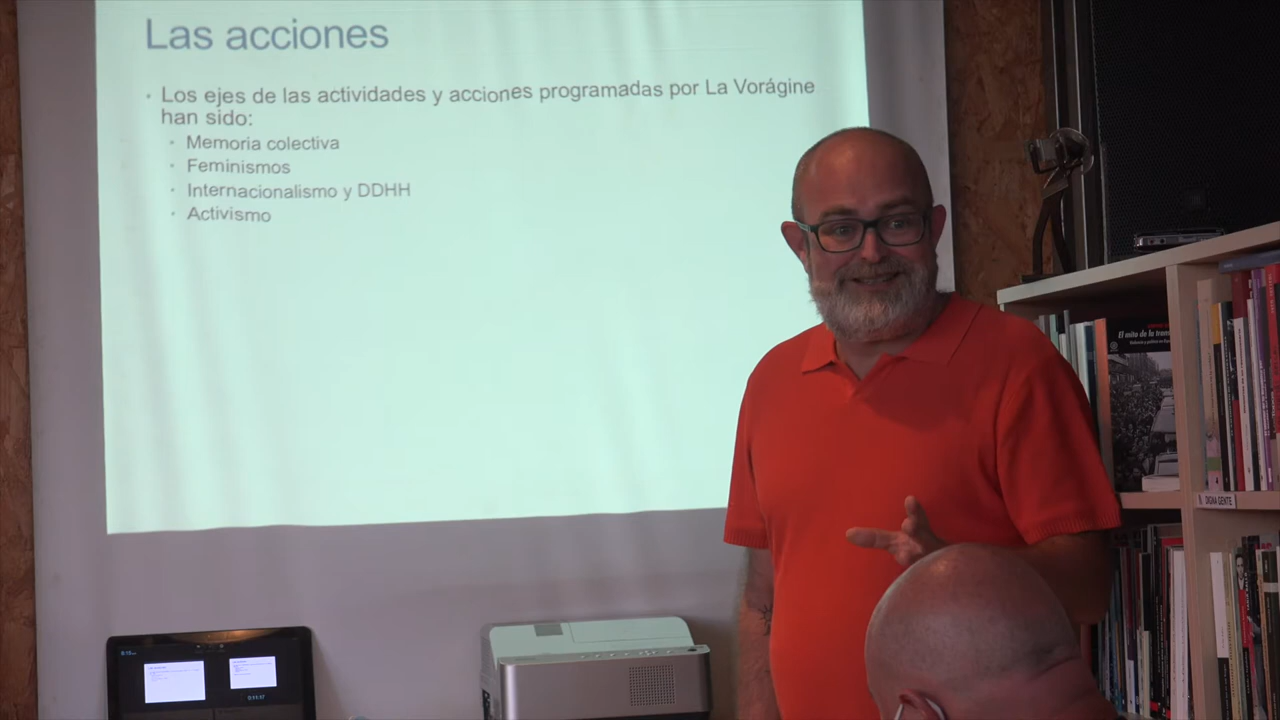 Las acciones
Los ejes de las actividades y acciones programadas por La Vorágine
han sido:
Memoria colectiva
Feminismos
Internacionalismo y DDHH
Activismo
El mito de la
DIGNA GENTE